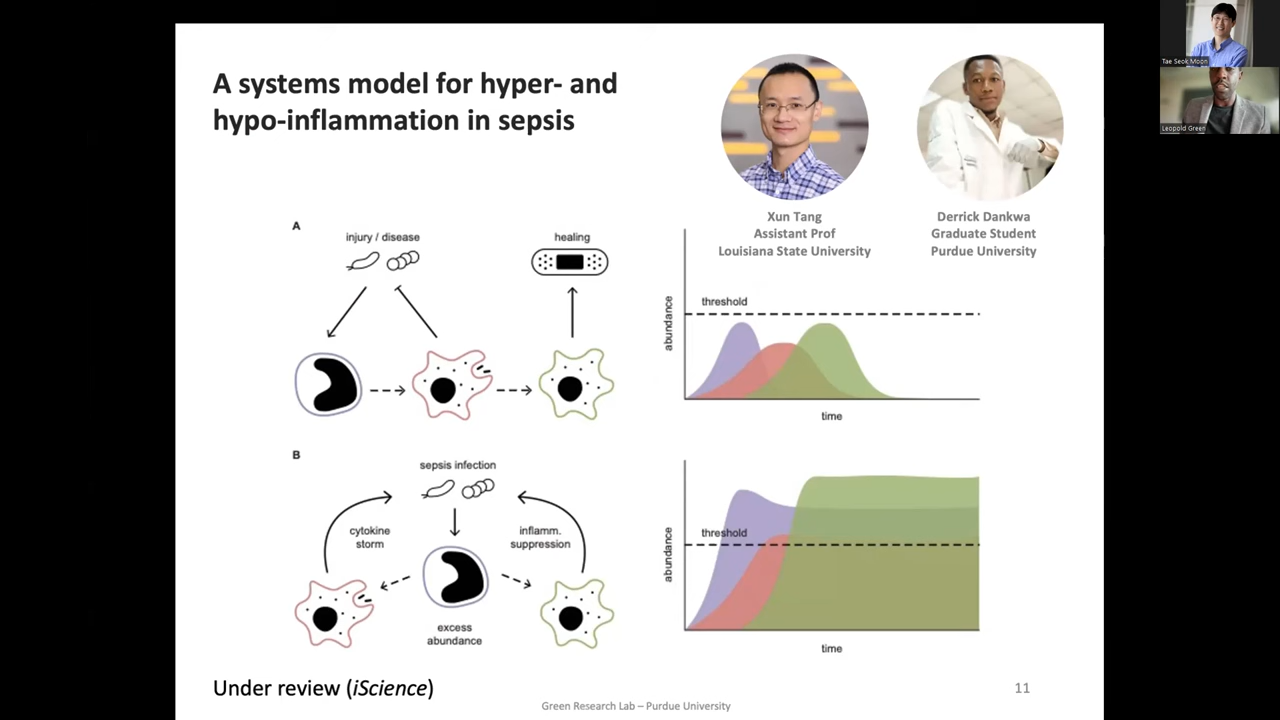 A systems model for hyper- and
hypo-inflammation in sepsis
Xun Tang
Assistant Prof
Louisiana State University
Derrick Dankwa
Graduate Student
Purdue University
A
injury / disease
healing
threshold
abundance
time
B
sepsis infection
cytokine
storm
inflamm.
suppression
excess
abundance
threshold
abundance
time
Under review (iScience)
11
Green Research Lab – Purdue University
Tae Seok Moon
Leopold Green